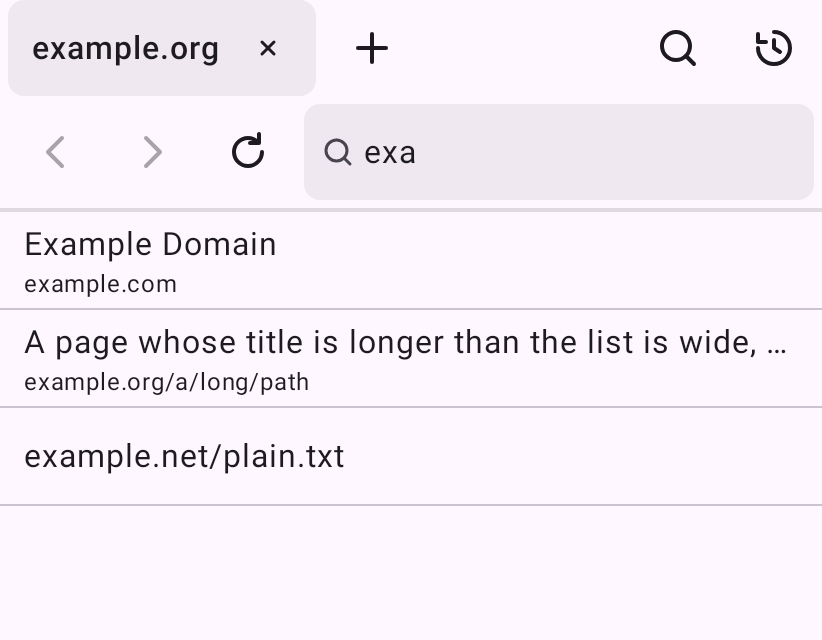 example.org
exa
Example Domain
example.com
A page whose title is longer than the list is wide, …
example.org/a/long/path
example.net/plain.txt